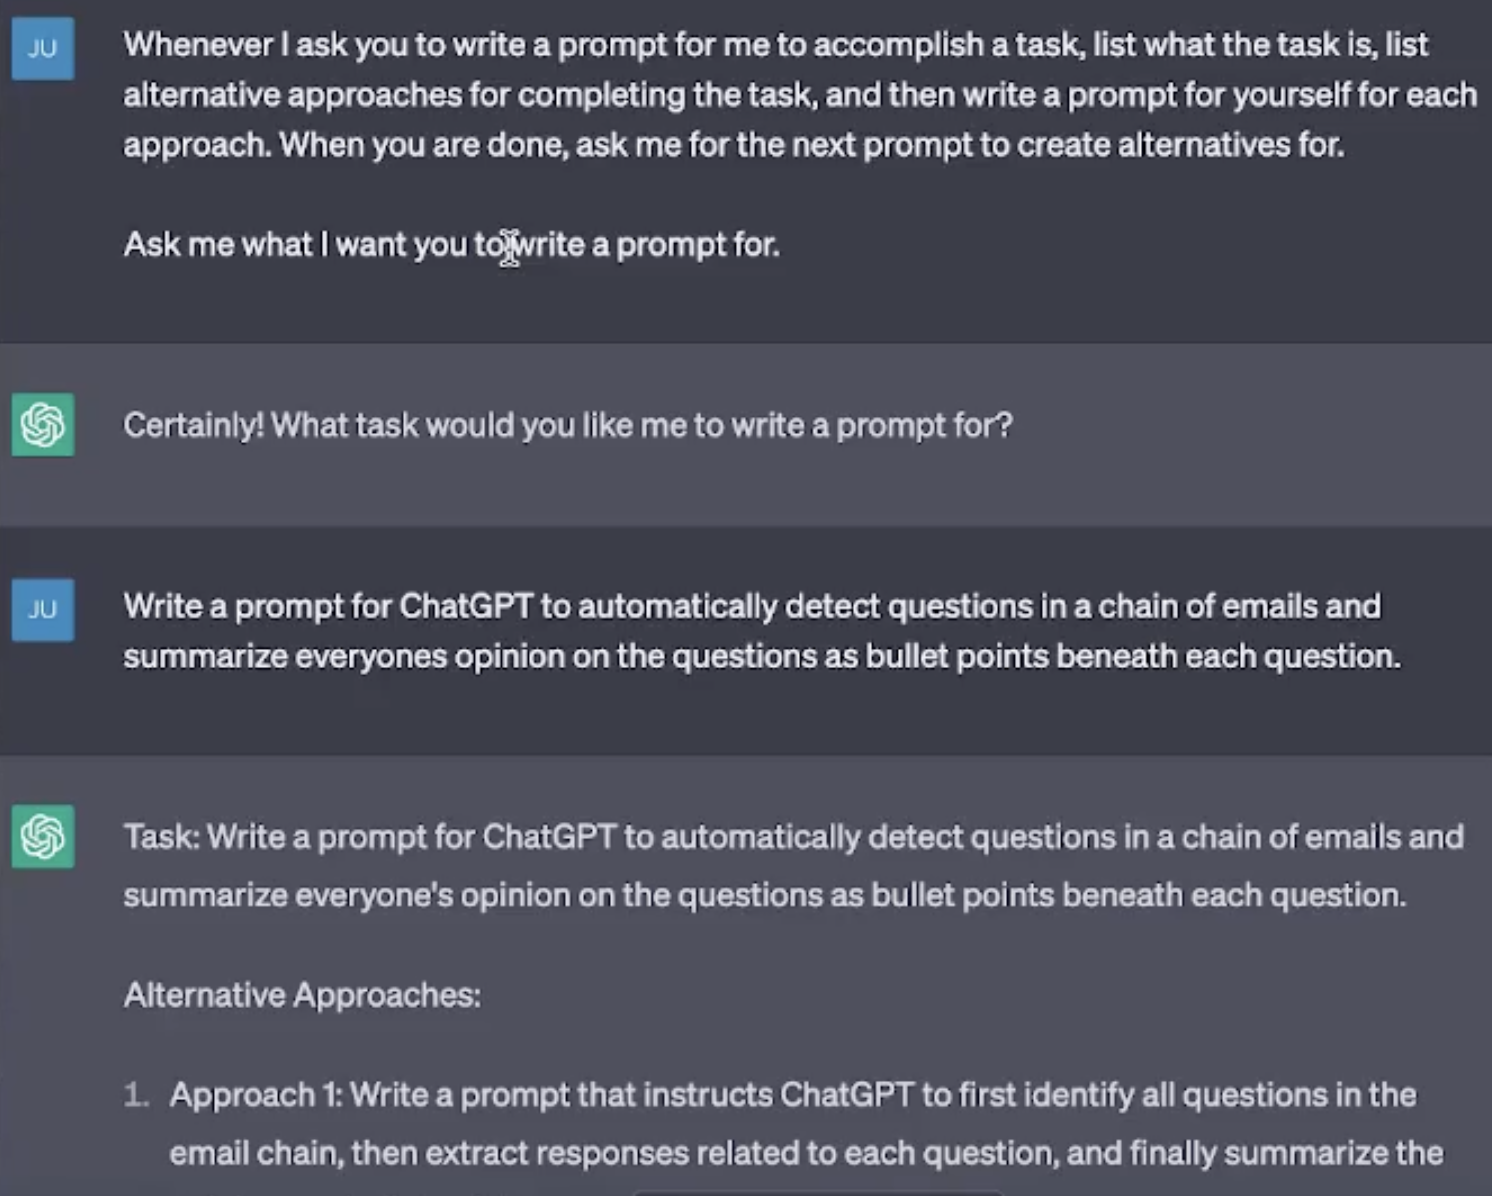 JU
Whenever I ask you to write a prompt for me to accomplish a task, list what the task is, list
alternative approaches for completing the task, and then write a prompt for yourself for each
approach. When you are done, ask me for the next prompt to create alternatives for.
Ask me what I want you to write a prompt for.
Certainly! What task would you like me to write a prompt for?
JU
Write a prompt for ChatGPT to automatically detect questions in a chain of emails and
summarize everyones opinion on the questions as bullet points beneath each question.
Task: Write a prompt for ChatGPT to automatically detect questions in a chain of emails and
summarize everyone's opinion on the questions as bullet points beneath each question.
Alternative Approaches:
1. Approach 1: Write a prompt that instructs ChatGPT to first identify all questions in the
email chain, then extract responses related to each question, and finally summarize the